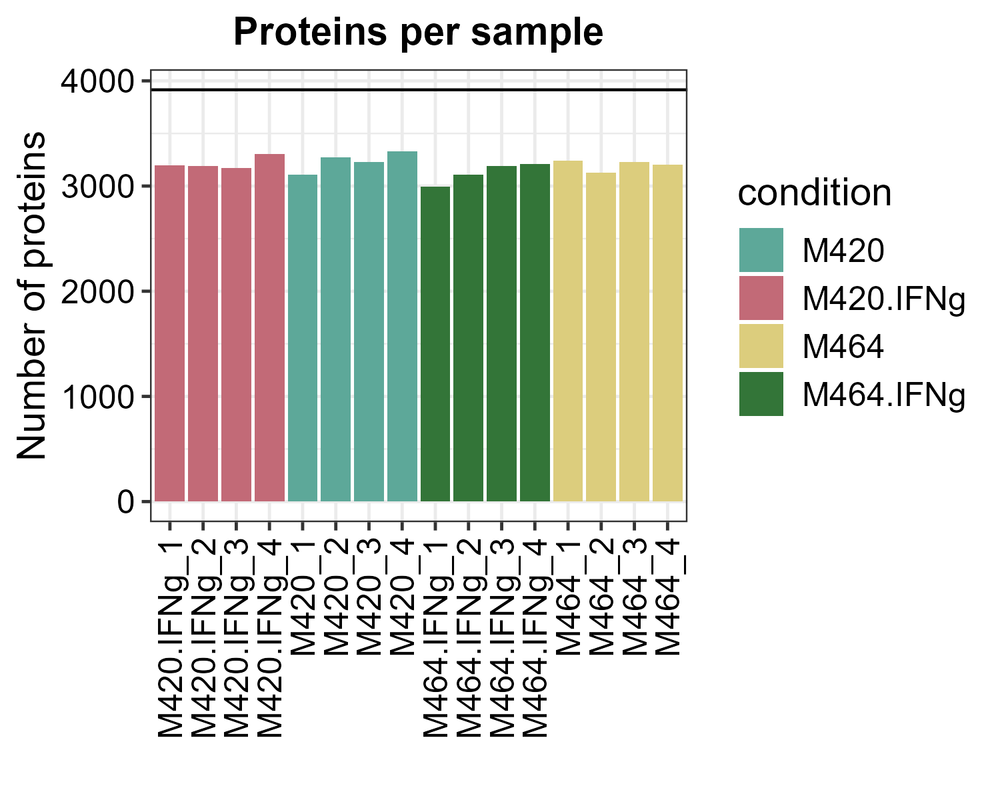 Proteins per sample
Number of proteins
4000
3000
2000
1000
0
M420.IFNg_1
M420.IFNg_2
M420.IFNg_3
M420.IFNg_4
M420_1
M420_2
M420_3
M420_4
M464.IFNg_1
M464.IFNg_2
M464.IFNg_3
M464.IFNg_4
M464_1
M464_2
M464_3
M464_4
condition
M420
M420.IFNg
M464
M464.IFNg